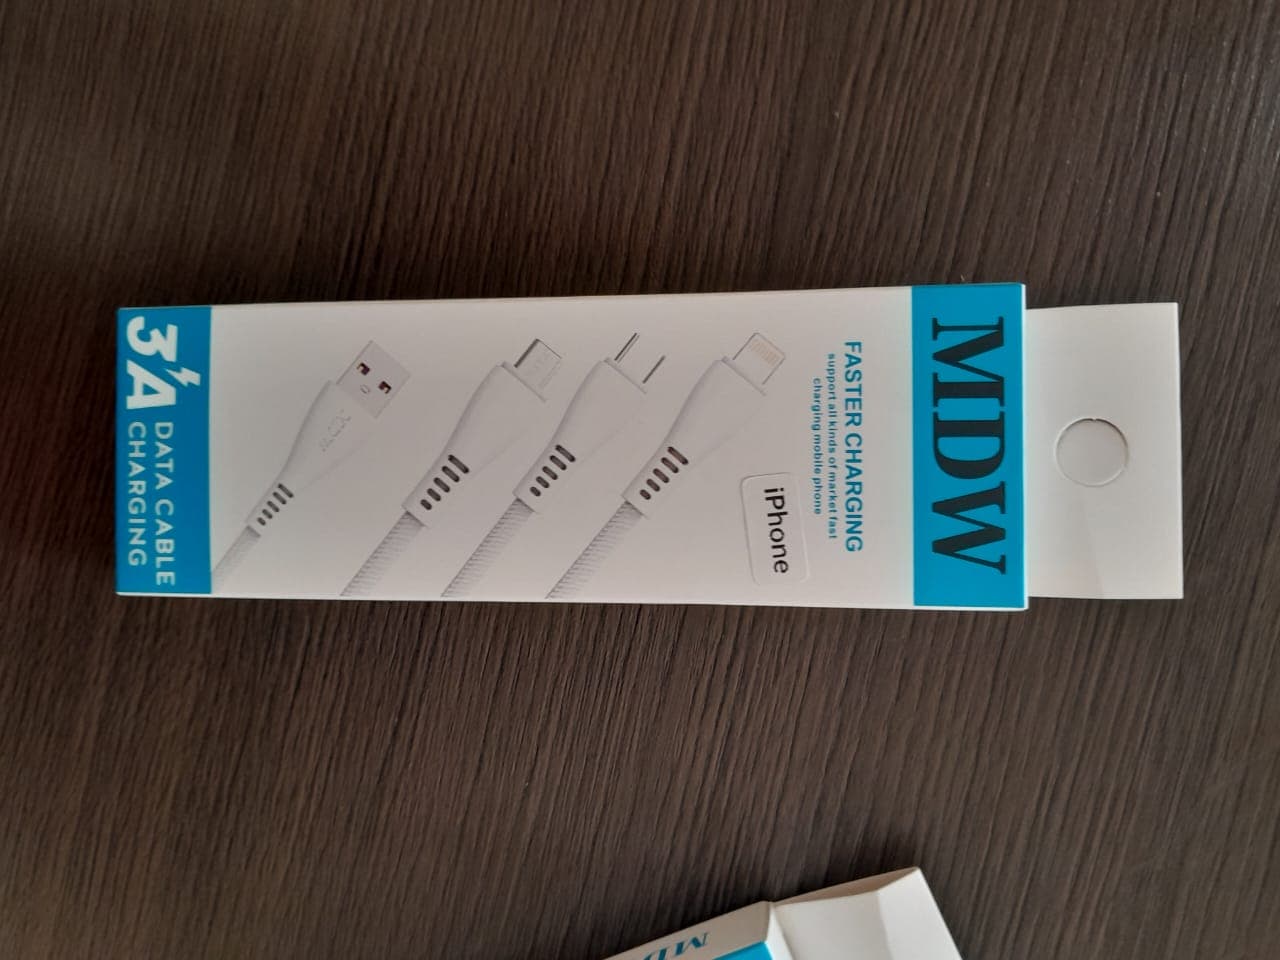 MDW
FASTER CHARGING
support all kinds of market fast
charging mobile phone
iPhone
3A DATA CABLE
CHARGING